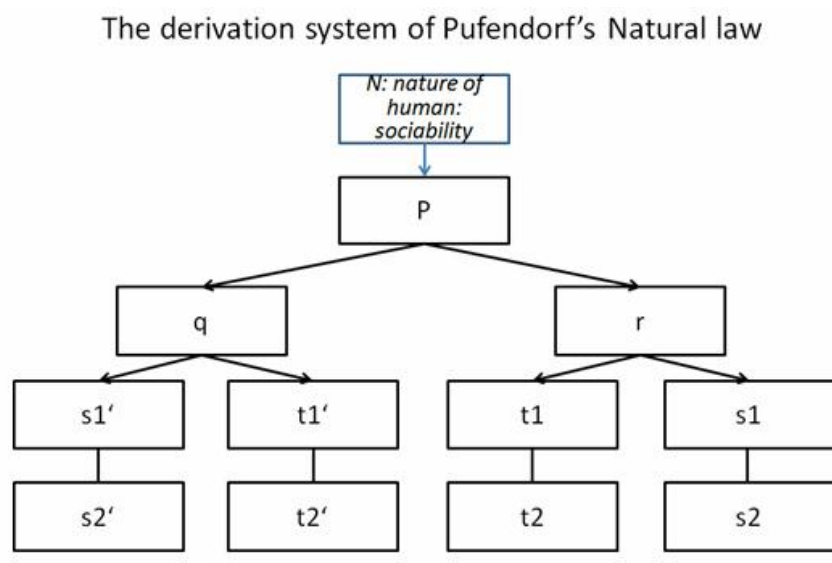 The derivation system of Pufendorf’s Natural law
N: nature of
human:
sociability
P
q
r
s1‘
t1‘
t1
s1
s2‘
t2‘
t2
s2